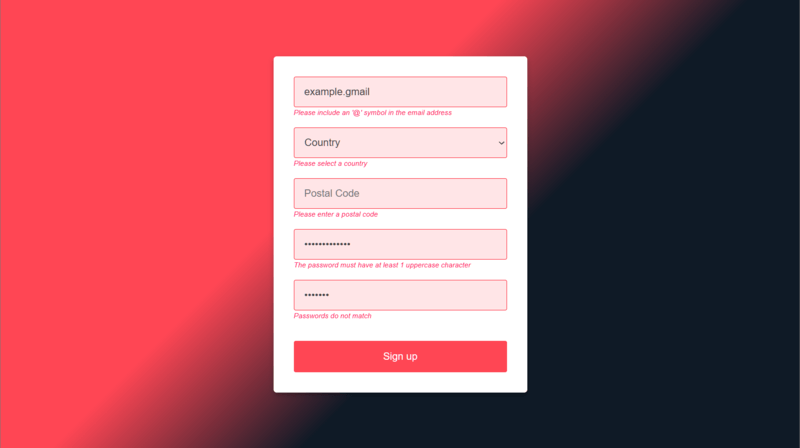 example.gmail
Please include an '@' symbol in the email address
Country
Please select a country
Postal Code
Please enter a postal code
•••••••••••••
The password must have at least 1 uppercase character
•••••••
Passwords do not match
Sign up